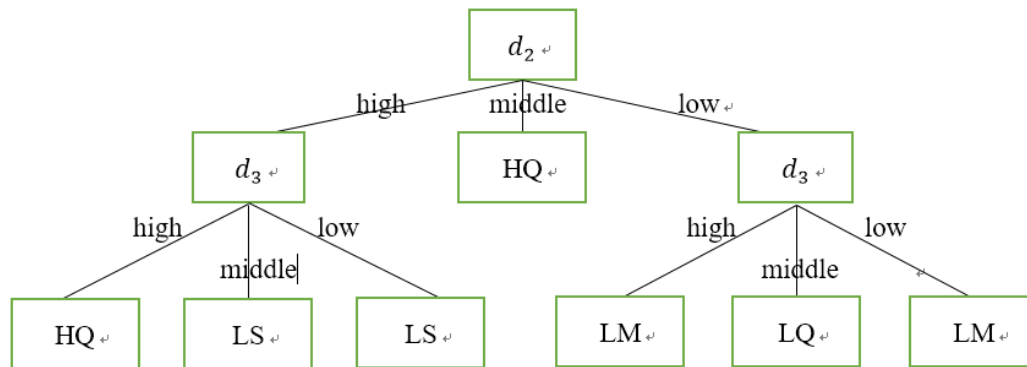 d₂
high middle low
d₃ HQ d₃
high low high low
middle middle
HQ LS LS LM LQ LM